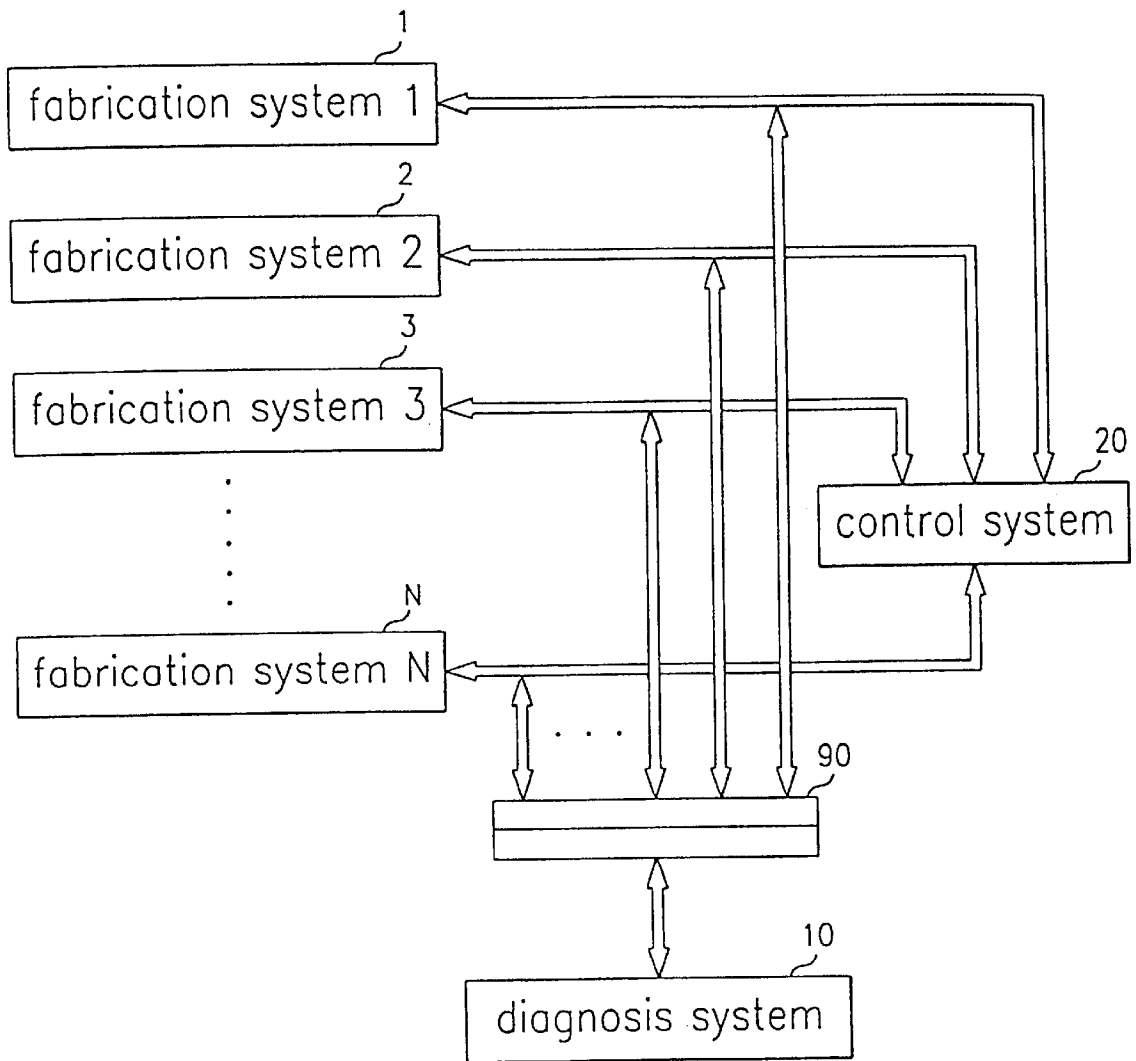 1
fabrication system 1
2
fabrication system 2
3
fabrication system 3
20
control system
N
fabrication system N
90
10
diagnosis system